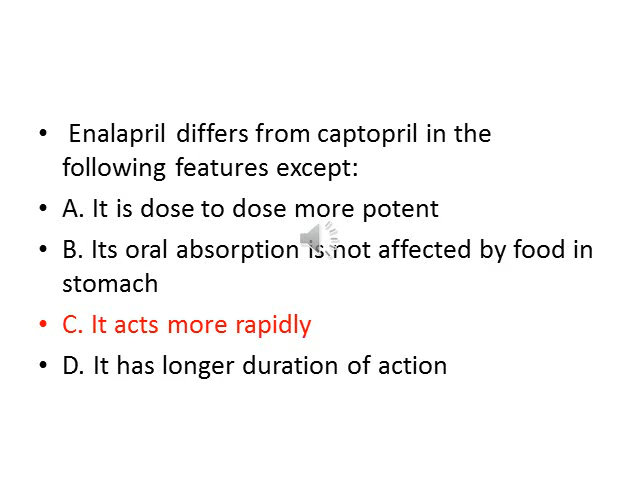 • Enalapril differs from captopril in the
following features except:
• A. It is dose to dose more potent
• B. Its oral absorption is not affected by food in
stomach
• C. It acts more rapidly
• D. It has longer duration of action